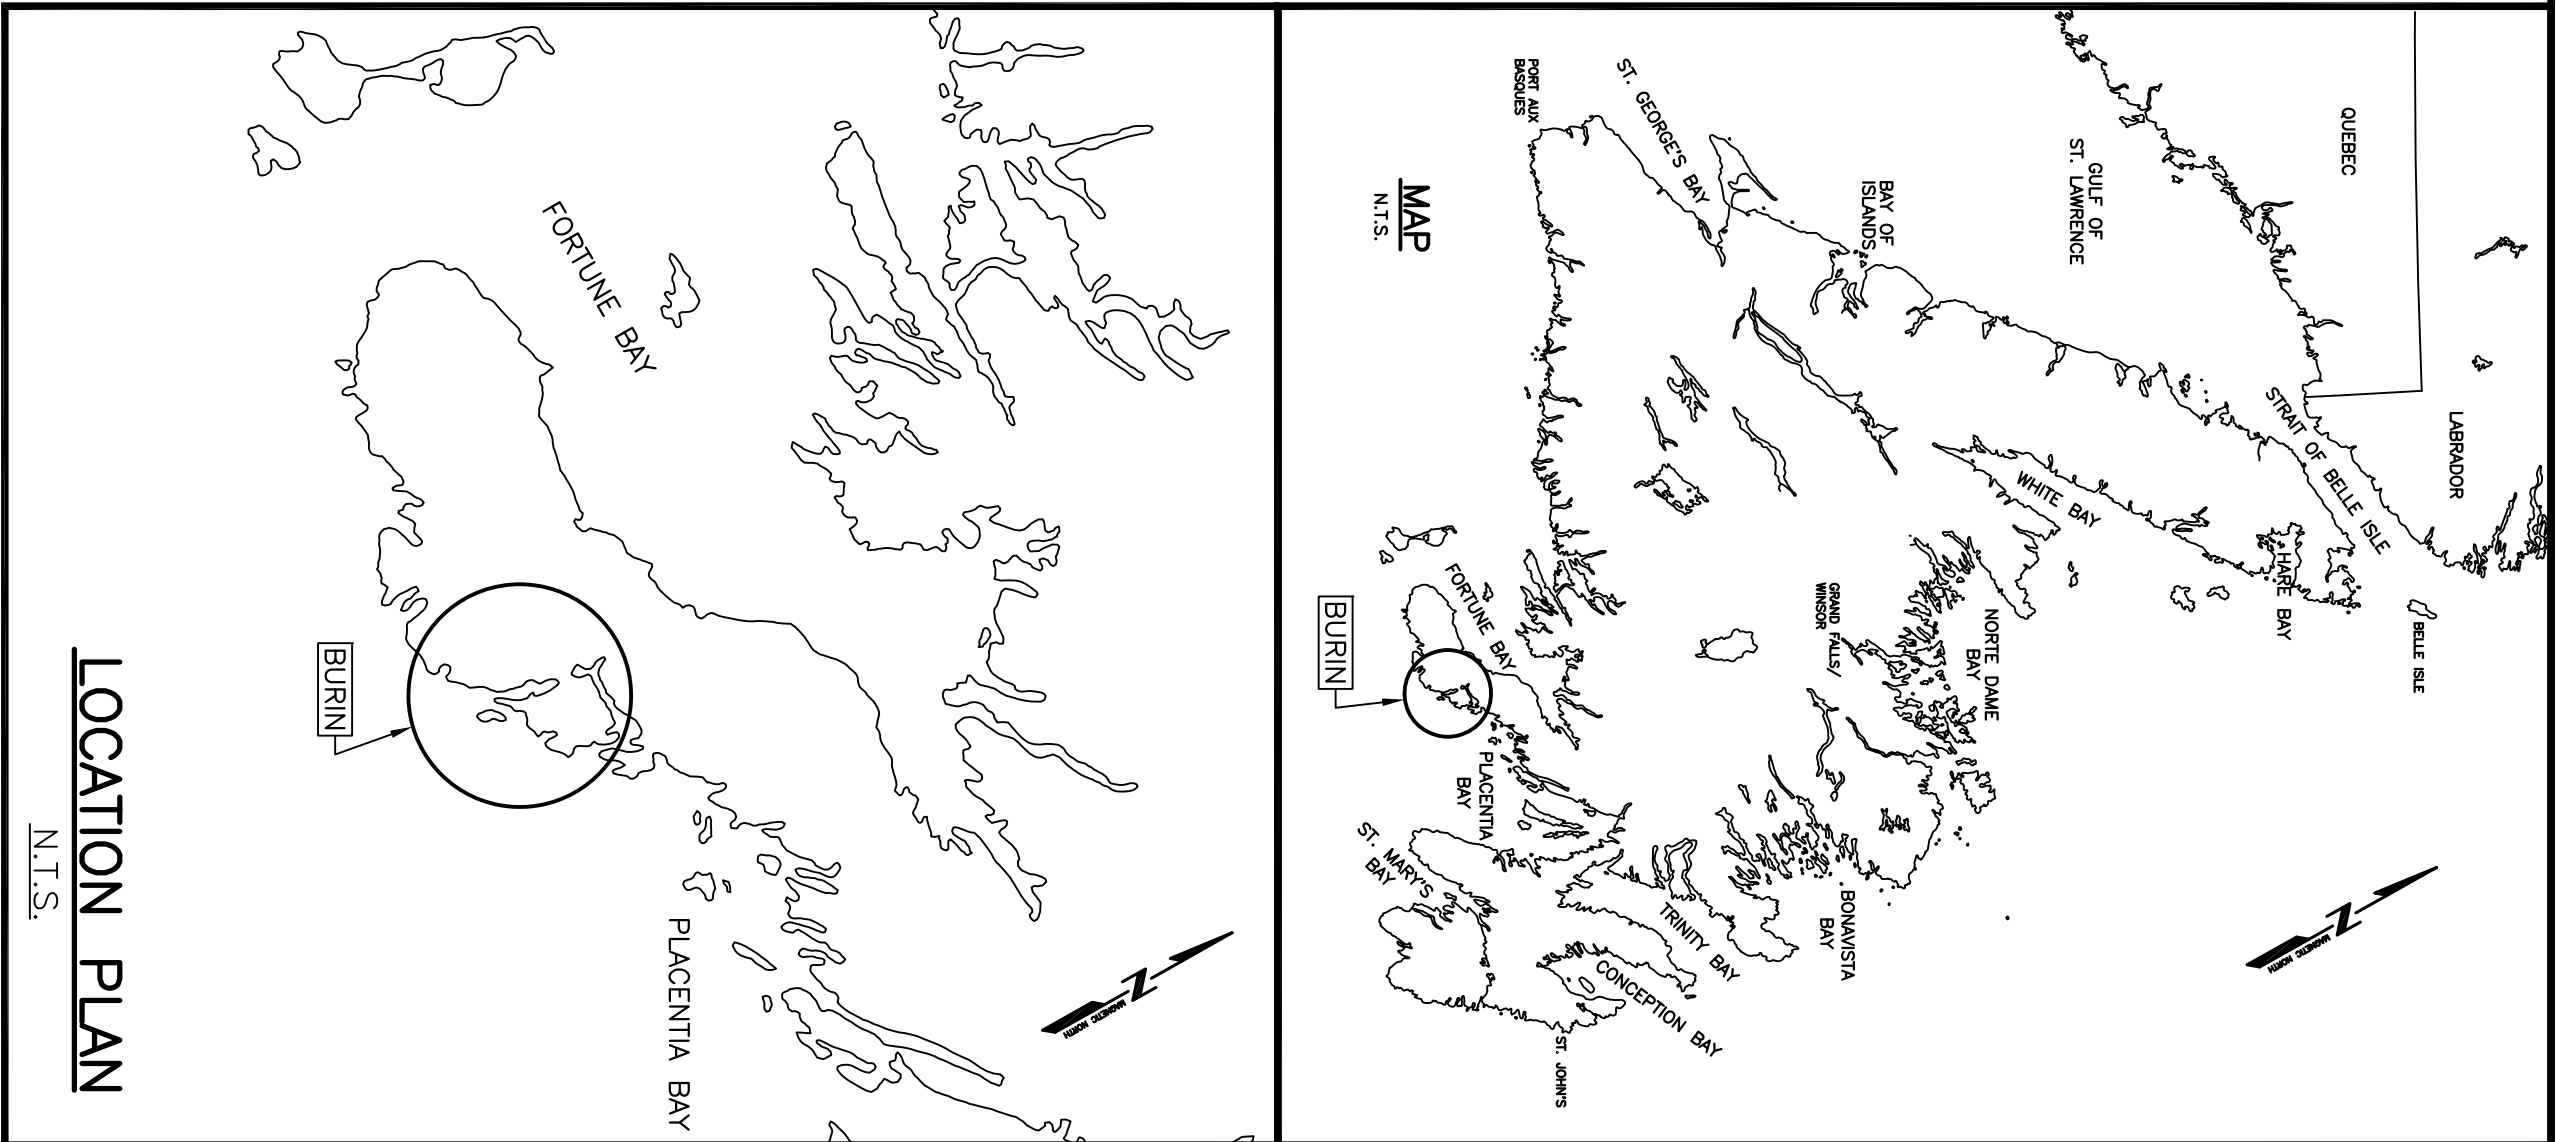 QUEBEC
LABRADOR
GULF OF
ST. LAWRENCE
STRAIT OF BELLE ISLE
BELLE ISLE
HARE BAY
WHITE BAY
BAY OF
ISLANDS
NORTE DAME
BAY
ST. GEORGE'S BAY
GRAND FALLS/
WINSOR
BONAVISTA
BAY
PORT AUX
BASQUES
TRINITY BAY
CONCEPTION BAY
ST. JOHN'S
FORTUNE BAY
PLACENTIA
BAY
ST. MARY'S
BAY
BURIN
MAP
N.T.S.
N
MAGNETIC NORTH
FORTUNE BAY
PLACENTIA BAY
BURIN
N
MAGNETIC NORTH
LOCATION PLAN
N.T.S.